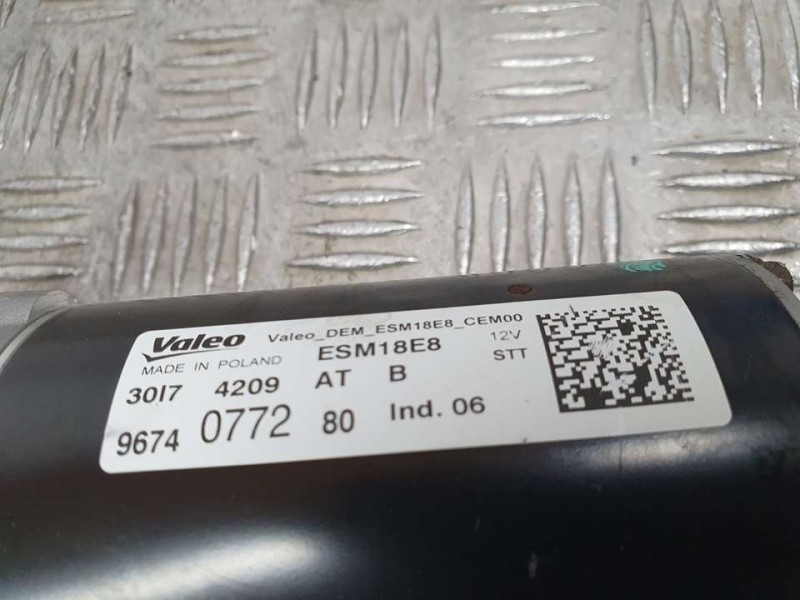 Valeo Valeo_DEM_ESM18E8_CEM00
MADE IN POLAND ESM18E8 12V
30I7 4209 AT B STT
9674 0772 80 Ind. 06